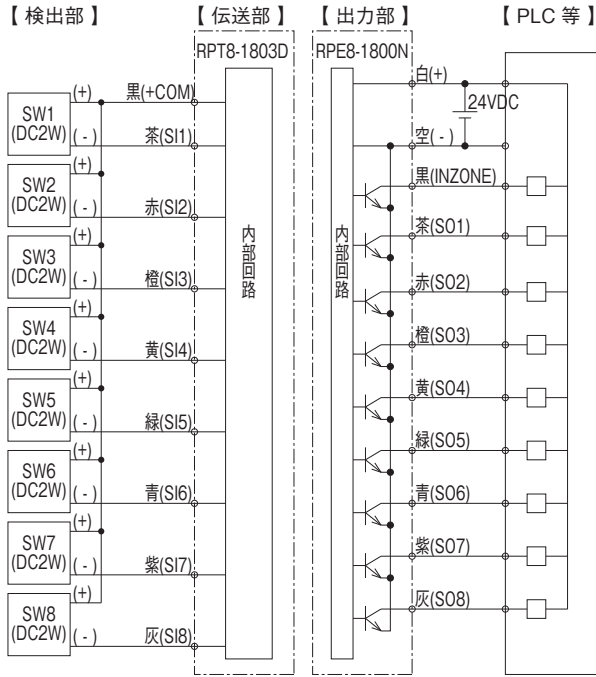 【 検出部 】
【 伝送部 】
【 出力部 】
【 PLC 等 】
RPT8-1803D
RPE8-1800N
SW1
(DC2W)
(+)
(-)
黒(+COM)
茶(SI1)
SW2
(DC2W)
(+)
(-)
赤(SI2)
SW3
(DC2W)
(+)
(-)
橙(SI3)
SW4
(DC2W)
(+)
(-)
黄(SI4)
SW5
(DC2W)
(+)
(-)
緑(SI5)
SW6
(DC2W)
(+)
(-)
青(SI6)
SW7
(DC2W)
(+)
(-)
紫(SI7)
SW8
(DC2W)
(+)
(-)
灰(SI8)
内部回路
内部回路
白(+)
24VDC
空(-)
黒(INZONE)
茶(SO1)
赤(SO2)
橙(SO3)
黄(SO4)
緑(SO5)
青(SO6)
紫(SO7)
灰(SO8)